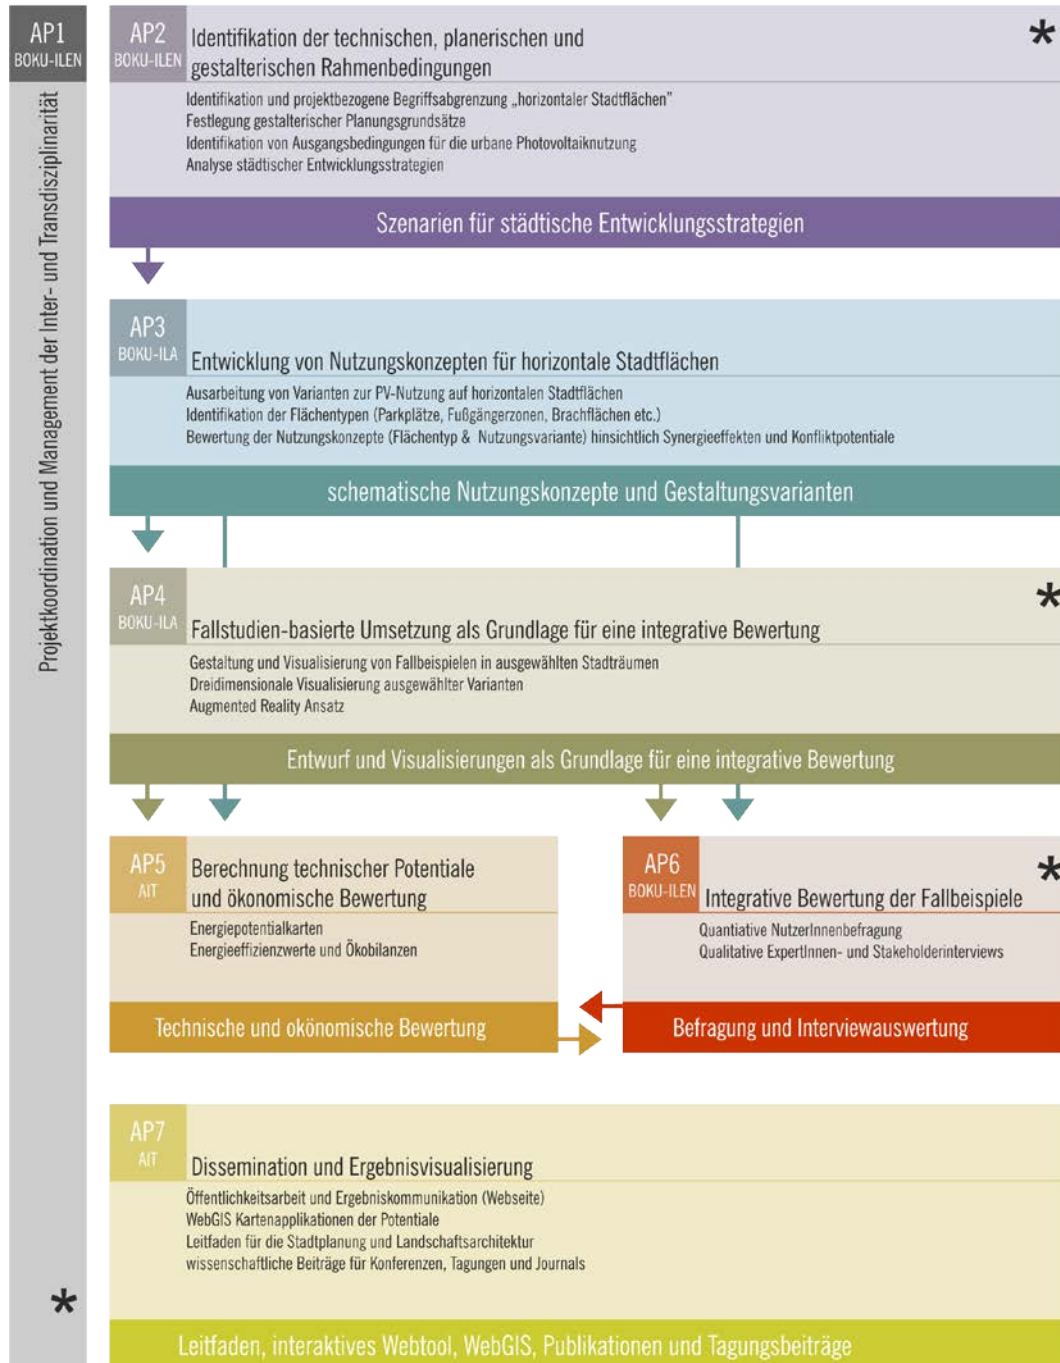 AP1
BOKU-ILEN
Projektkoordination und Management der Inter- und Transdisziplinarität
*
AP2
BOKU-ILEN
Identifikation der technischen, planerischen und
gestalterischen Rahmenbedingungen
*
Identifikation und projektbezogene Begriffsabgrenzung „horizontaler Stadtflächen"
Festlegung gestalterischer Planungsgrundsätze
Identifikation von Ausgangsbedingungen für die urbane Photovoltaiknutzung
Analyse städtischer Entwicklungsstrategien
Szenarien für städtische Entwicklungsstrategien
AP3
BOKU-ILA
Entwicklung von Nutzungskonzepten für horizontale Stadtflächen
Ausarbeitung von Varianten zur PV-Nutzung auf horizontalen Stadtflächen
Identifikation der Flächentypen (Parkplätze, Fußgängerzonen, Brachflächen etc.)
Bewertung der Nutzungskonzepte (Flächentyp & Nutzungsvariante) hinsichtlich Synergieeffekten und Konfliktpotentiale
schematische Nutzungskonzepte und Gestaltungsvarianten
AP4
BOKU-ILA
Fallstudien-basierte Umsetzung als Grundlage für eine integrative Bewertung
*
Gestaltung und Visualisierung von Fallbeispielen in ausgewählten Stadträumen
Dreidimensionale Visualisierung ausgewählter Varianten
Augmented Reality Ansatz
Entwurf und Visualisierungen als Grundlage für eine integrative Bewertung
AP5
AIT
Berechnung technischer Potentiale
und ökonomische Bewertung
Energiepotentialkarten
Energieeffizienzwerte und Ökobilanzen
Technische und okönomische Bewertung
AP6
BOKU-ILEN
Integrative Bewertung der Fallbeispiele
*
Quantiative NutzerInnenbefragung
Qualitative ExpertInnen- und Stakeholderinterviews
Befragung und Interviewauswertung
AP7
AIT
Dissemination und Ergebnisvisualisierung
Öffentlichkeitsarbeit und Ergebniskommunikation (Webseite)
WebGIS Kartenapplikationen der Potentiale
Leitfaden für die Stadtplanung und Landschaftsarchitektur
wissenschaftliche Beiträge für Konferenzen, Tagungen und Journals
Leitfaden, interaktives Webtool, WebGIS, Publikationen und Tagungsbeiträge